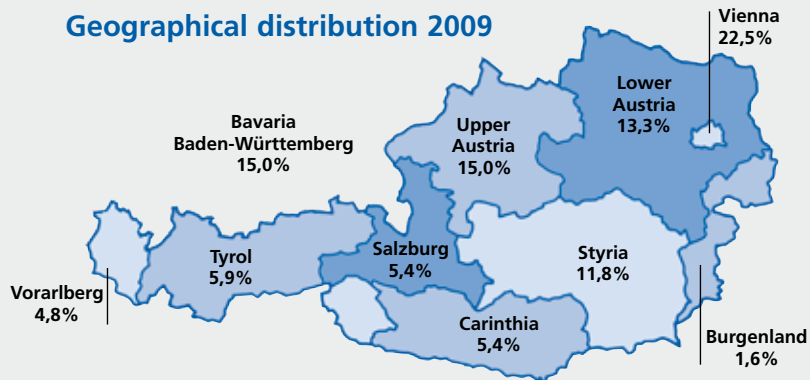 Geographical distribution 2009
Vienna
22,5%
Lower
Austria
13,3%
Bavaria
Baden-Württemberg
15,0%
Upper
Austria
15,0%
Tyrol
5,9%
Salzburg
5,4%
Styria
11,8%
Vorarlberg
4,8%
Carinthia
5,4%
Burgenland
1,6%